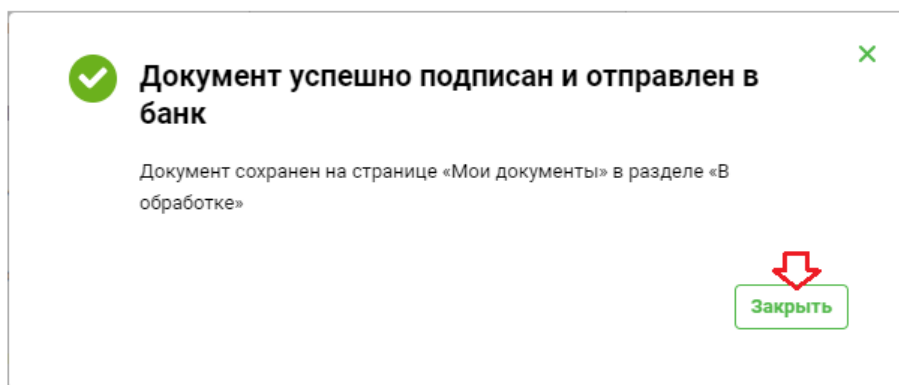 Документ успешно подписан и отправлен в
банк
Документ сохранен на странице «Мои документы» в разделе «В
обработке»
Закрыть